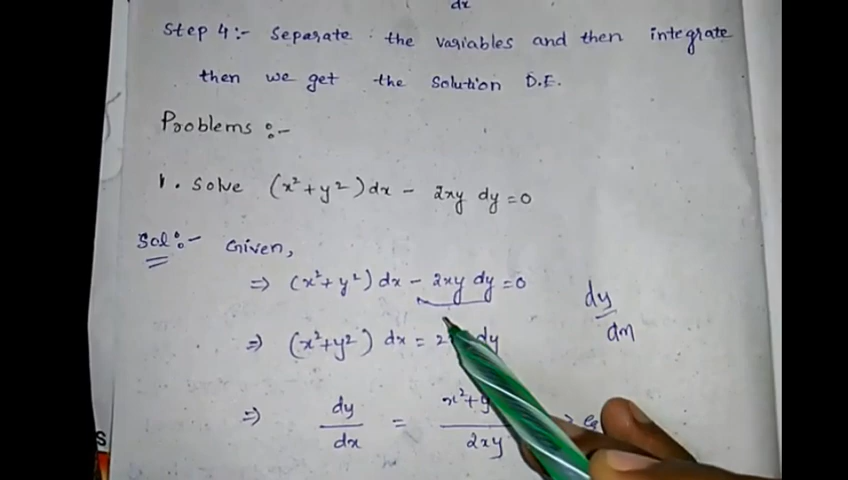 dx
Step 4:- Separate the variables and then integrate
then we get the solution D.E.
Problems :-
1. Solve (x²+y²)dx - 2xy dy=0
Sol:- Given,
⇒ (x²+y²)dx - 2xy dy=0
dy
dx
⇒ (x²+y²) dx = 2 dy
⇒ dy/dx = x²+y /2xy
S